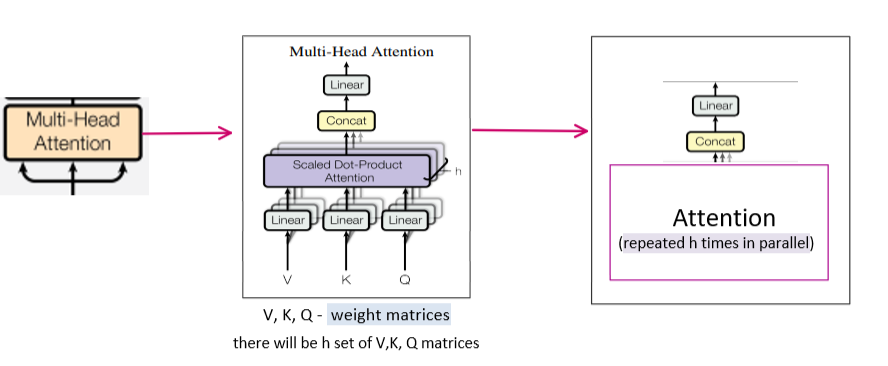 Multi-Head
Attention
Multi-Head Attention
Linear
Concat
Scaled Dot-Product
Attention
h
Linear
Linear
Linear
V
K
Q
V, K, Q - weight matrices
there will be h set of V,K, Q matrices
Linear
Concat
Attention
(repeated h times in parallel)